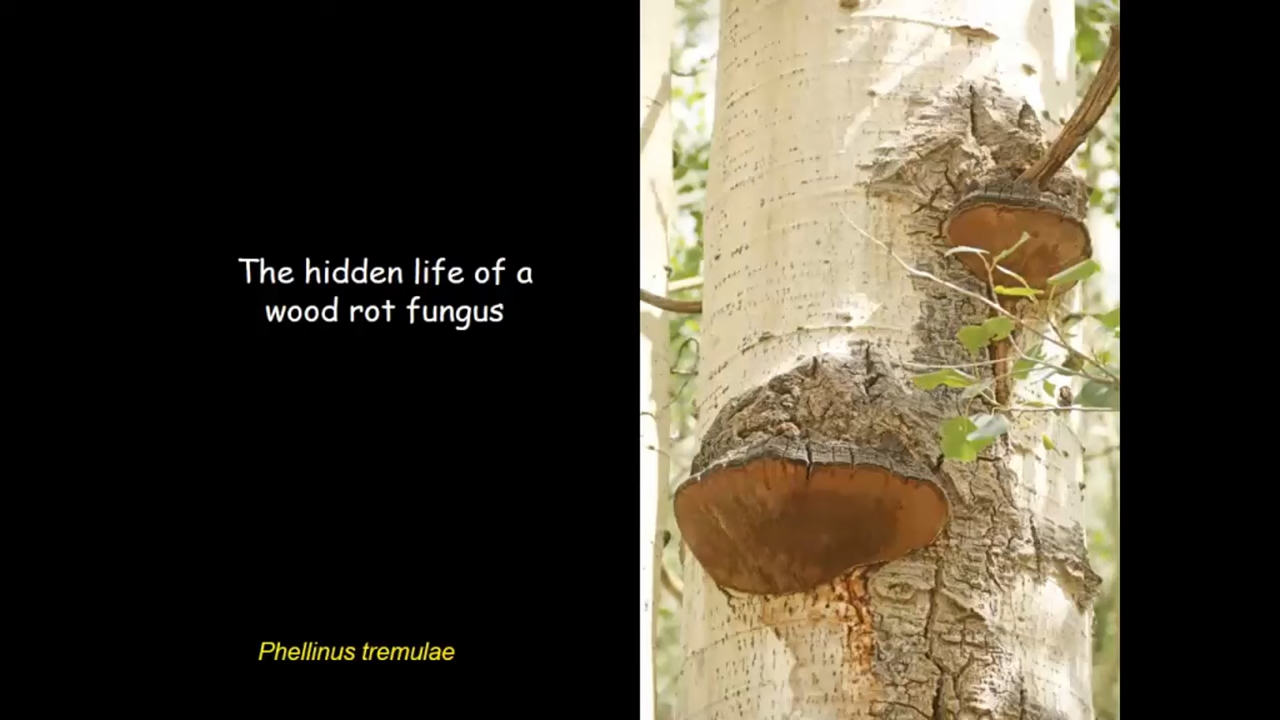 The hidden life of a
wood rot fungus
Phellinus tremulae